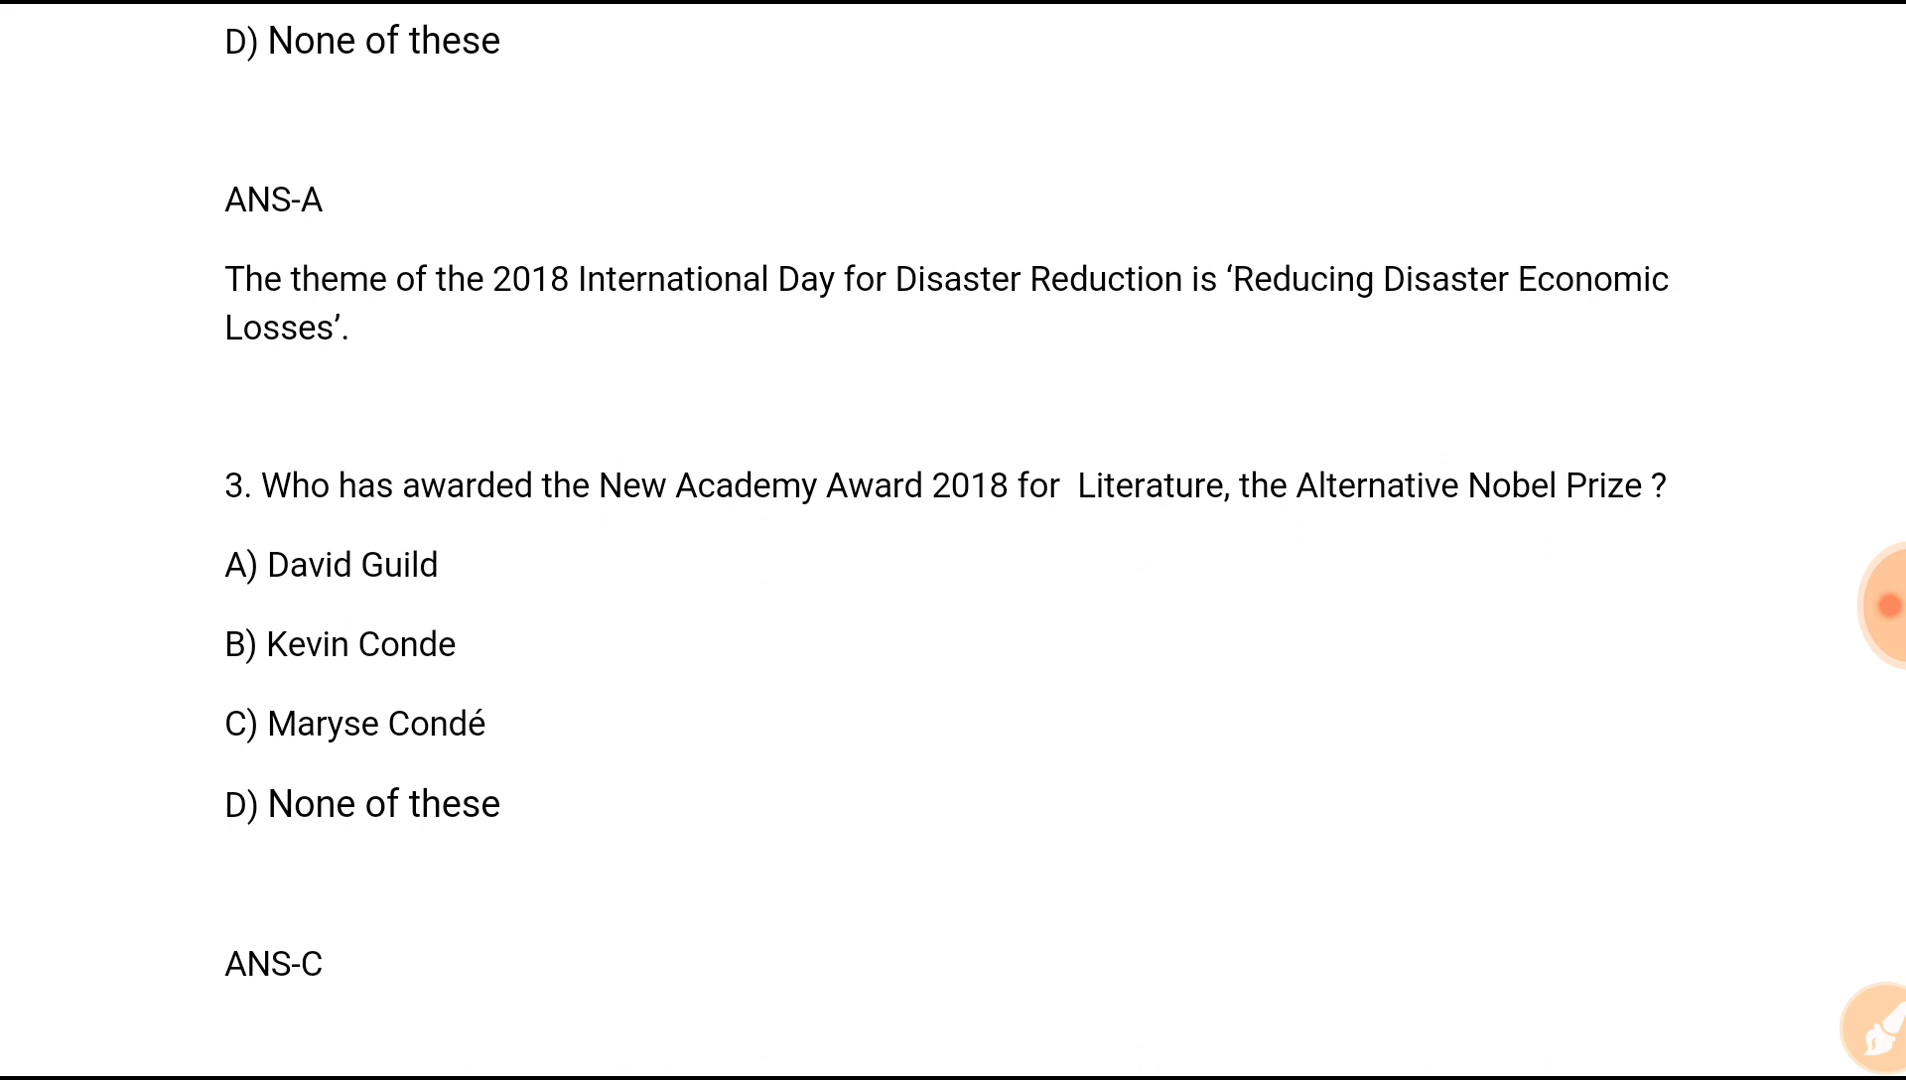 D) None of these
ANS-A
The theme of the 2018 International Day for Disaster Reduction is ‘Reducing Disaster Economic
Losses’.
3. Who has awarded the New Academy Award 2018 for  Literature, the Alternative Nobel Prize ?
A) David Guild
B) Kevin Conde
C) Maryse Condé
D) None of these
ANS-C